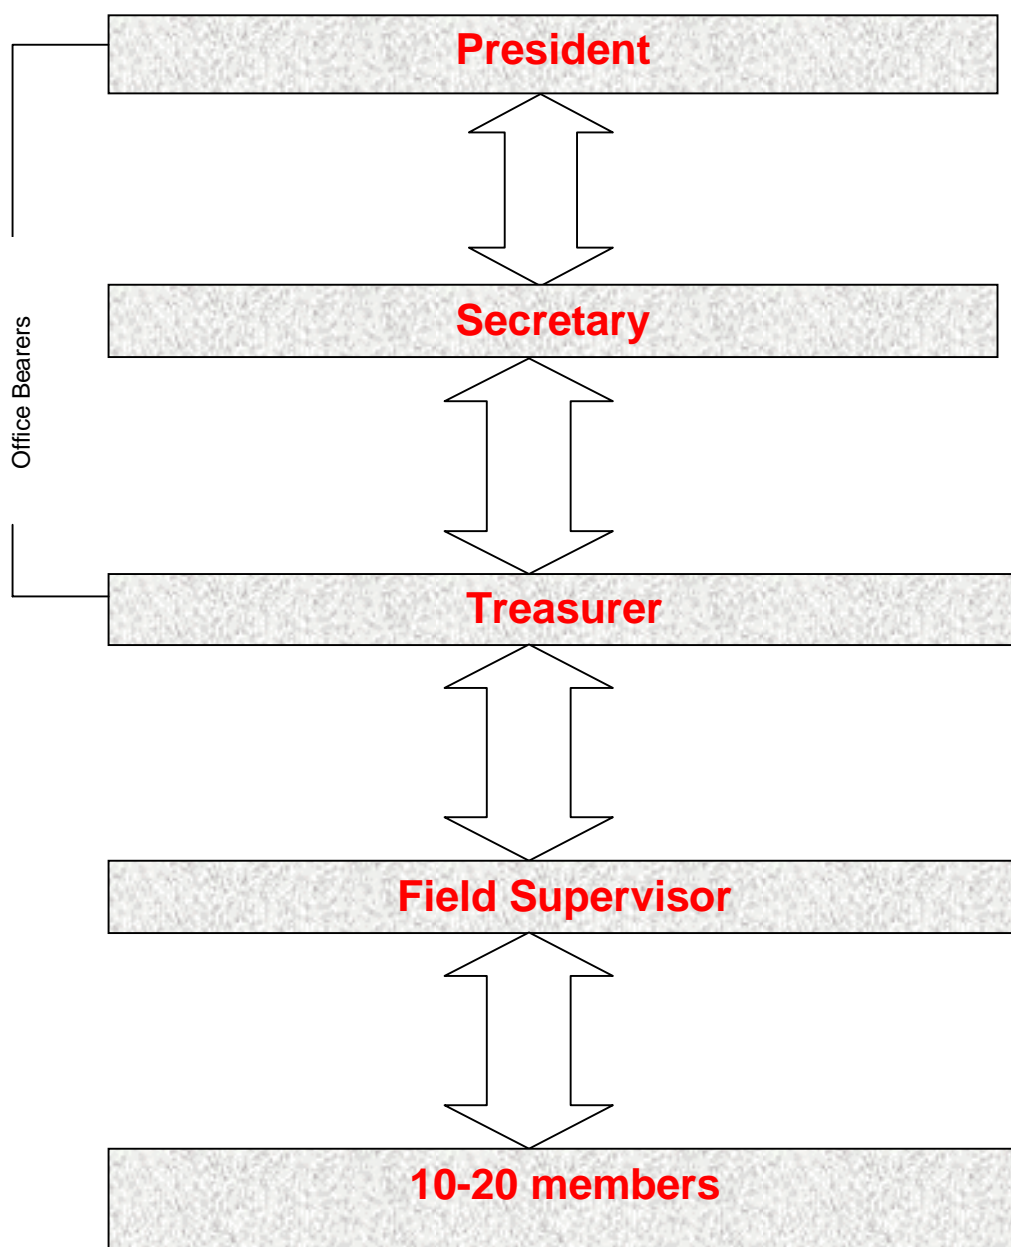 President
Secretary
Office Bearers
Treasurer
Field Supervisor
10-20 members